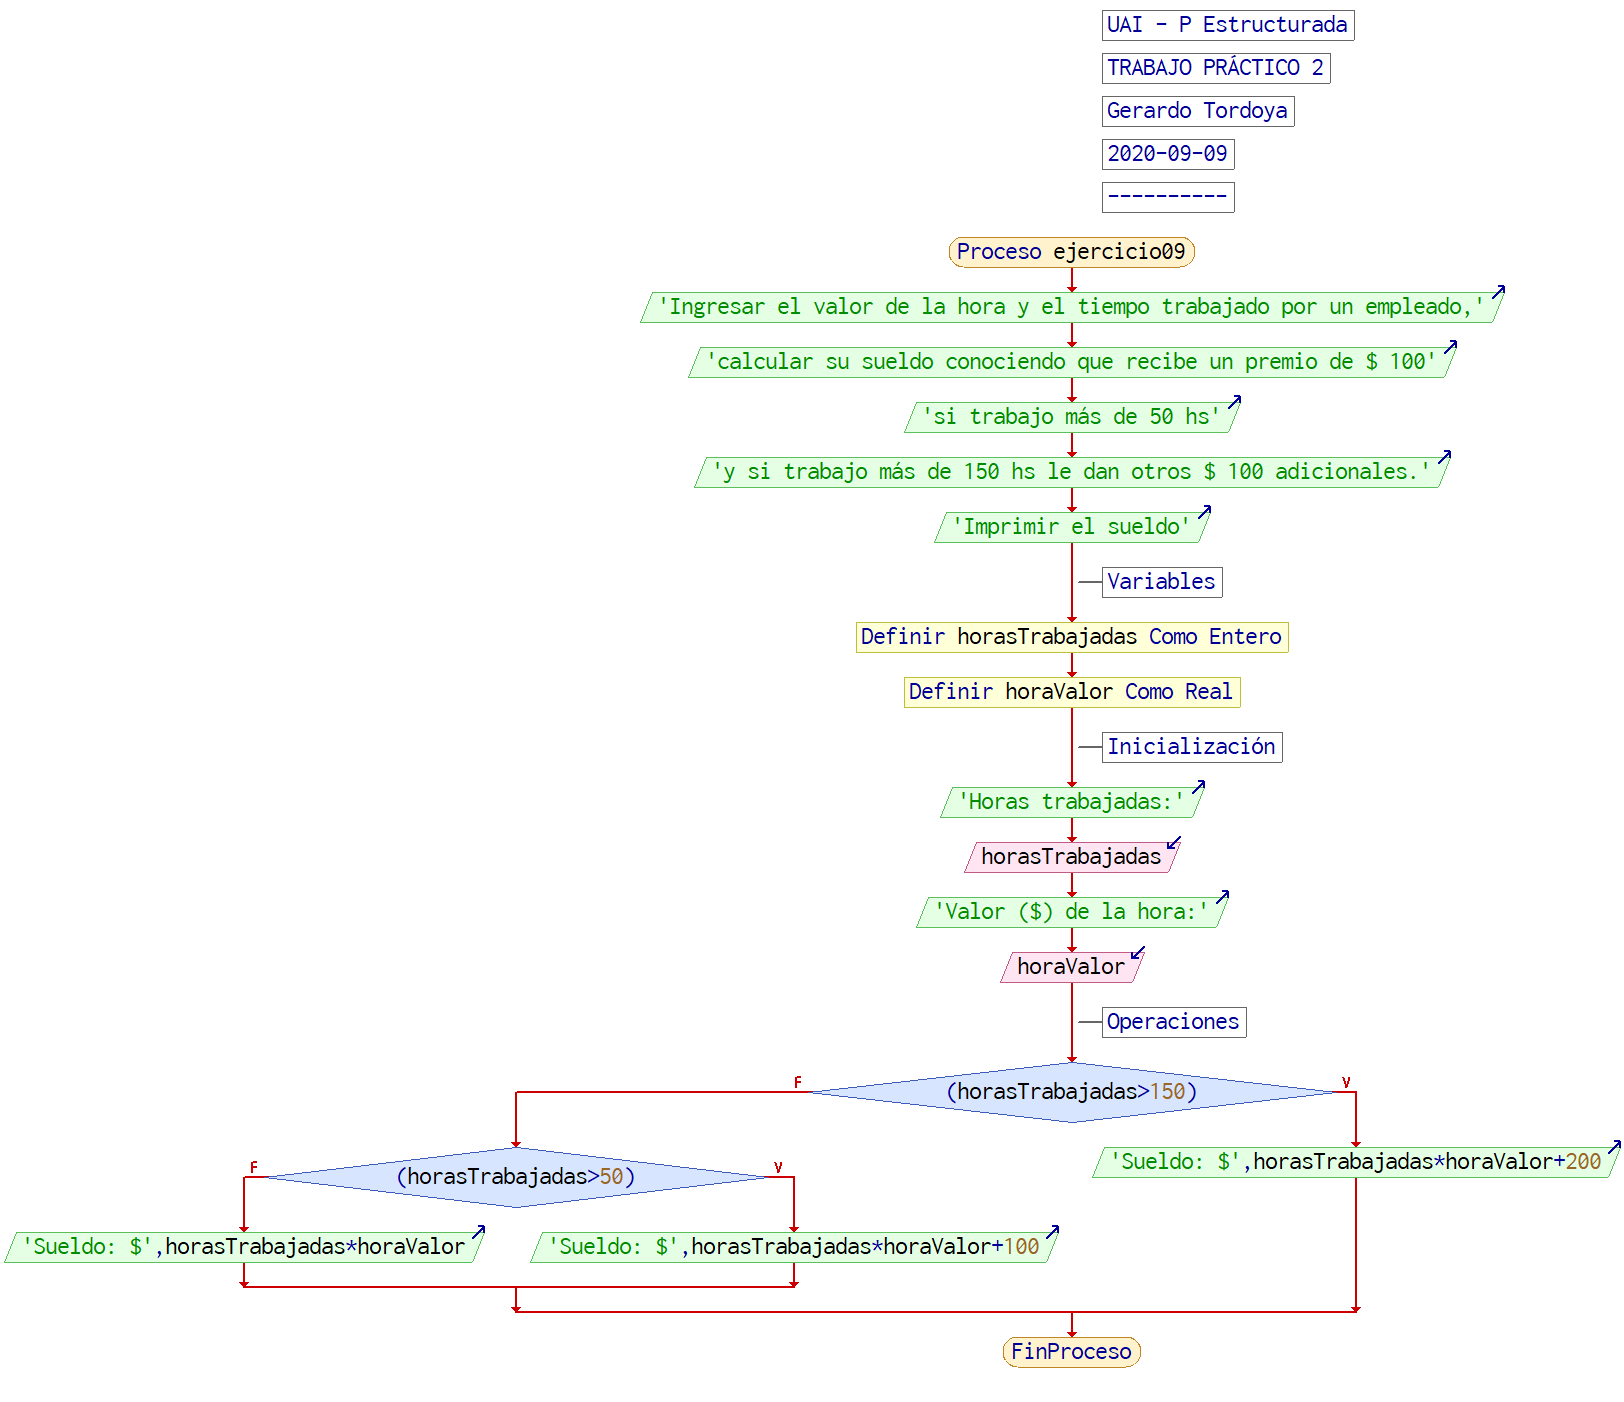 UAI - P Estructurada
TRABAJO PRÁCTICO 2
Gerardo Tordoya
2020-09-09
----------
Proceso ejercicio09
'Ingresar el valor de la hora y el tiempo trabajado por un empleado,'
'calcular su sueldo conociendo que recibe un premio de $ 100'
'si trabajo más de 50 hs'
'y si trabajo más de 150 hs le dan otros $ 100 adicionales.'
'Imprimir el sueldo'
Variables
Definir horasTrabajadas Como Entero
Definir horaValor Como Real
Inicialización
'Horas trabajadas:'
horasTrabajadas
'Valor ($) de la hora:'
horaValor
Operaciones
F
(horasTrabajadas>150)
V
F
(horasTrabajadas>50)
V
'Sueldo: $',horasTrabajadas*horaValor+200
'Sueldo: $',horasTrabajadas*horaValor
'Sueldo: $',horasTrabajadas*horaValor+100
FinProceso